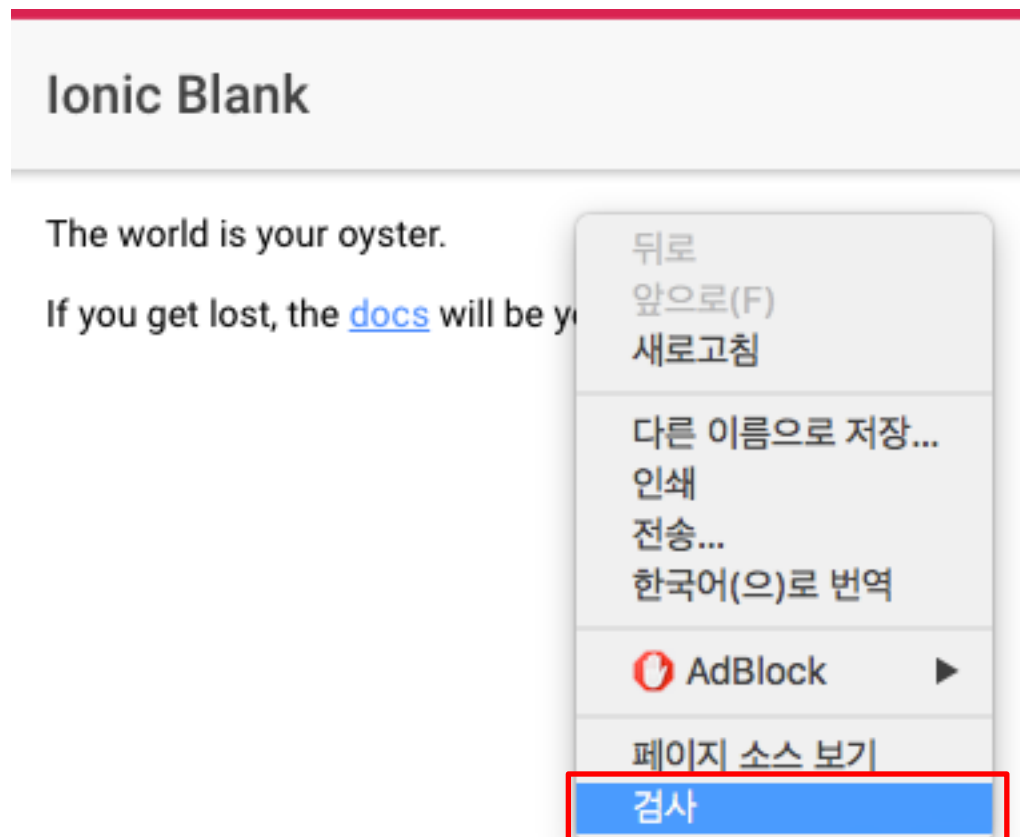 Ionic Blank
The world is your oyster.
If you get lost, the docs will be y
뒤로
앞으로(F)
새로고침
다른 이름으로 저장...
인쇄
전송...
한국어(으)로 번역
AdBlock
페이지 소스 보기
검사